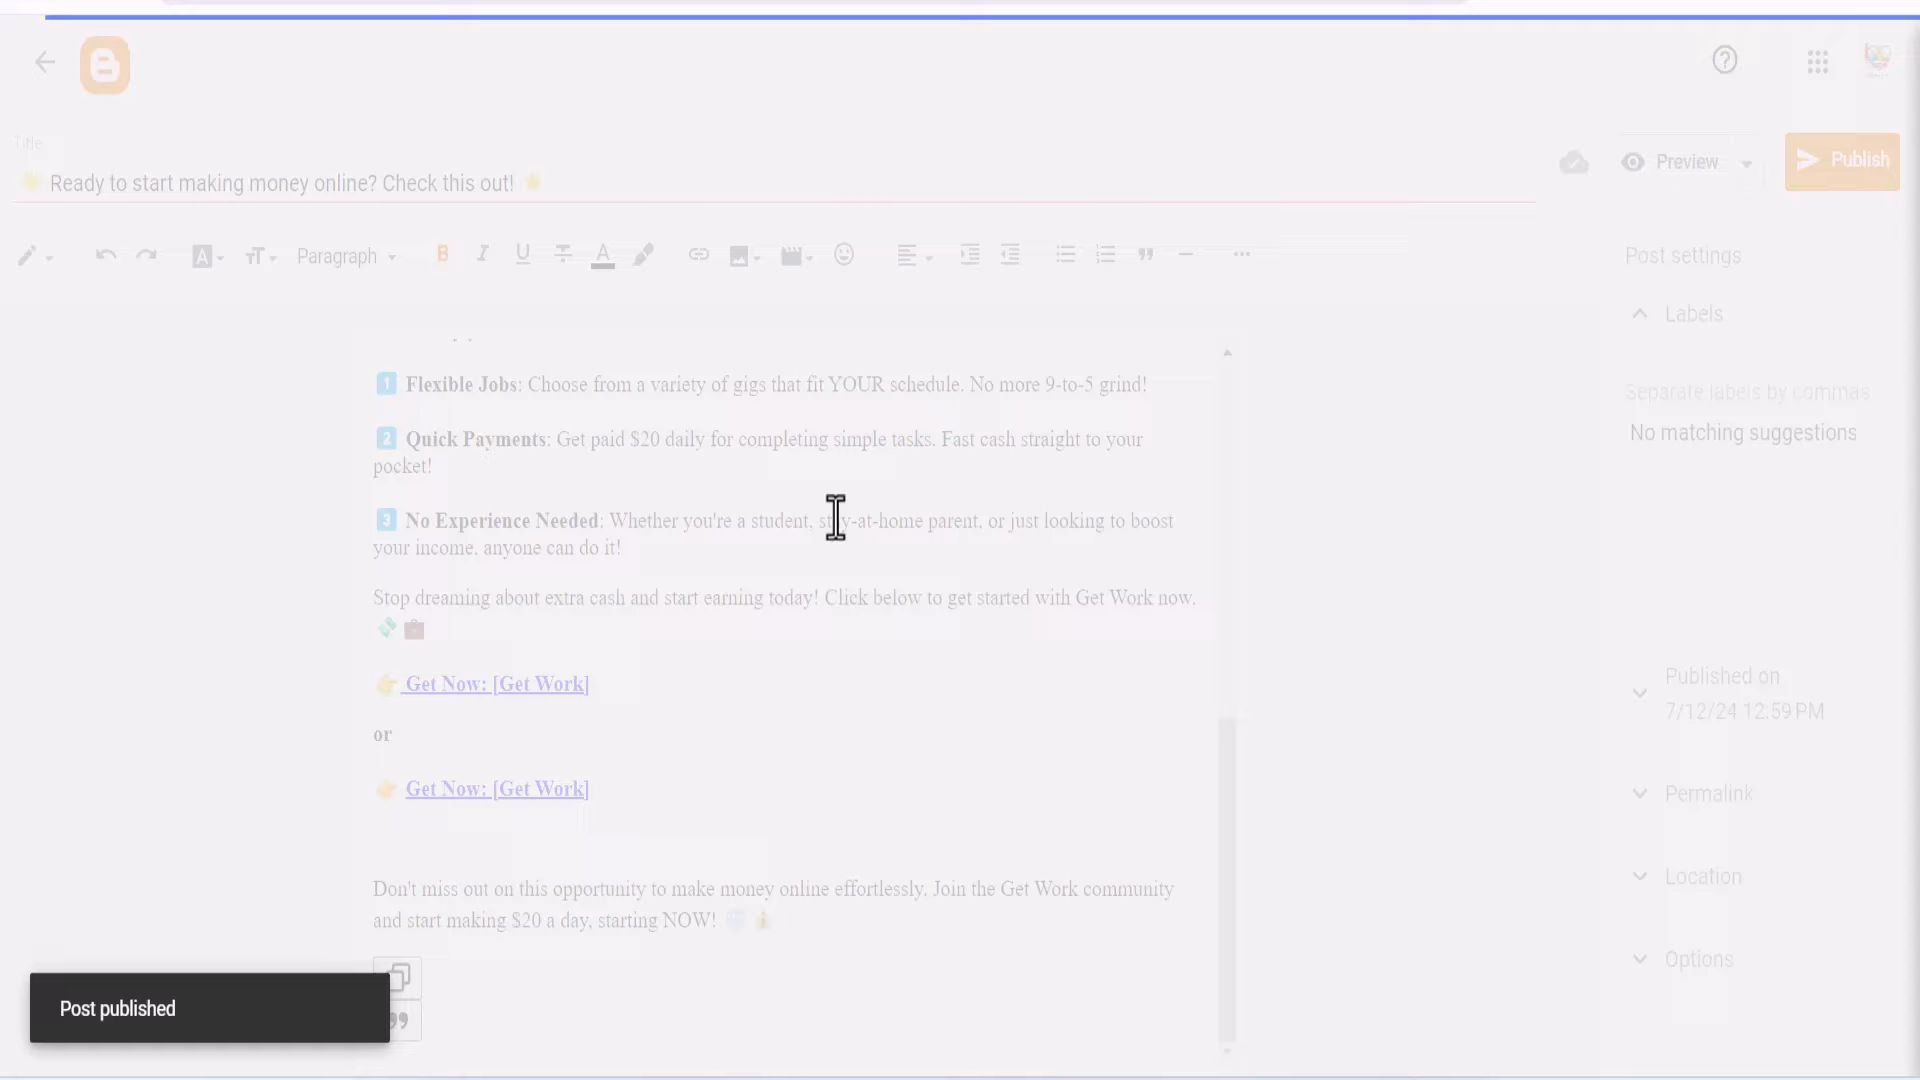 Title
Ready to start making money online? Check this out!
Preview
Publish
Paragraph
Post settings
Labels
Separate labels by commas
No matching suggestions
1 Flexible Jobs: Choose from a variety of gigs that fit YOUR schedule. No more 9-to-5 grind!
2 Quick Payments: Get paid $20 daily for completing simple tasks. Fast cash straight to your
pocket!
3 No Experience Needed: Whether you're a student, stay-at-home parent, or just looking to boost
your income, anyone can do it!
Stop dreaming about extra cash and start earning today! Click below to get started with Get Work now.
Get Now: [Get Work]
or
Get Now: [Get Work]
Don't miss out on this opportunity to make money online effortlessly. Join the Get Work community
and start making $20 a day, starting NOW!
Published on
7/12/24 12:59 PM
Permalink
Location
Options
Post published